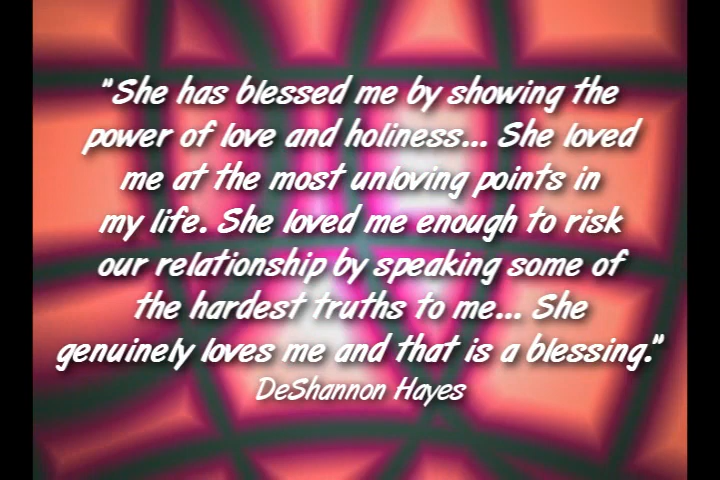 "She has blessed me by showing the
power of love and holiness... She loved
me at the most unloving points in
my life. She loved me enough to risk
our relationship by speaking some of
the hardest truths to me... She
genuinely loves me and that is a blessing."
DeShannon Hayes